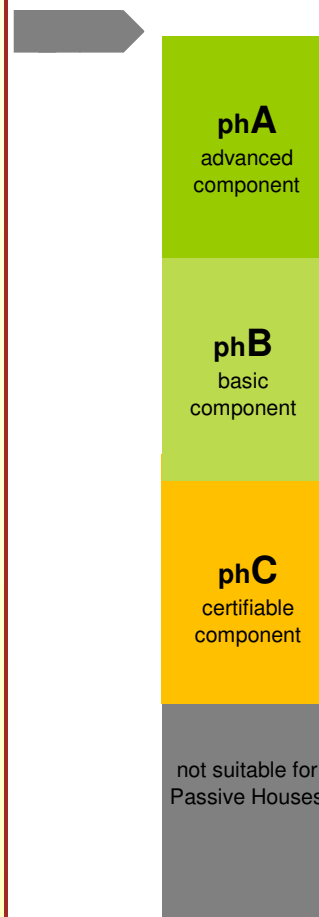 phA
advanced
component
phB
basic
component
phC
certifiable
component
not suitable for
Passive Houses